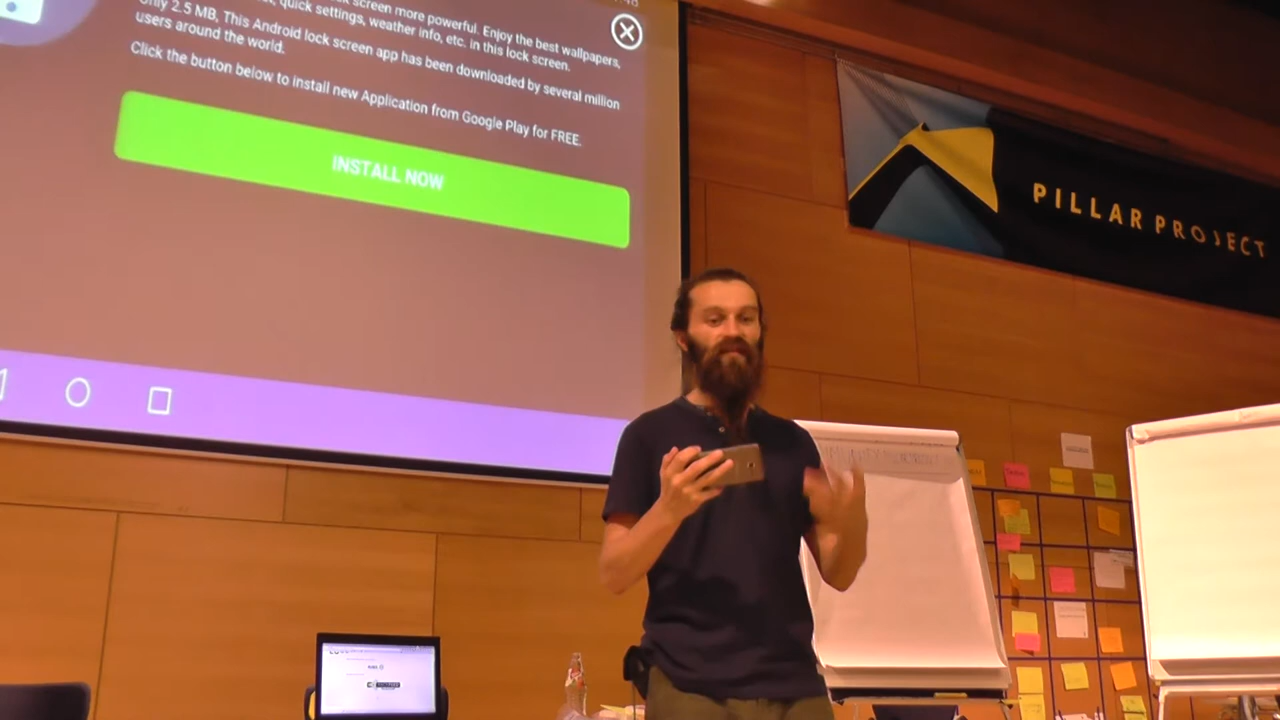 screen more powerful. Enjoy the best wallpapers,
quick settings, weather info, etc. in this lock screen.
Only 2.5 MB, This Android lock screen app has been downloaded by several million
users around the world.
Click the button below to install new Application from Google Play for FREE.
INSTALL NOW
PILLAR PROJECT